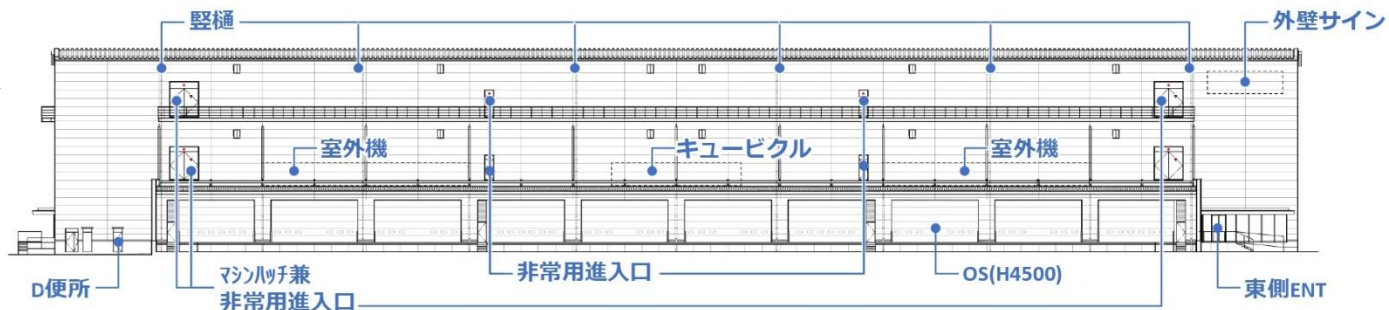 竪樋
外壁サイン
室外機
キュービクル
室外機
D便所
マシンハッチ兼
非常用進入口
非常用進入口
OS(H4500)
東側ENT